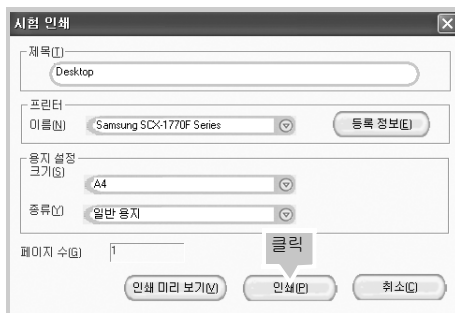 시험 인쇄
제목(T)
Desktop
프린터
이름(N) Samsung SCX-1770F Series 등록 정보(E)
용지 설정
크기(S)
A4
종류(Y) 일반 용지
페이지 수(G) 1
클릭
인쇄 미리 보기(V) 인쇄(P) 취소(C)